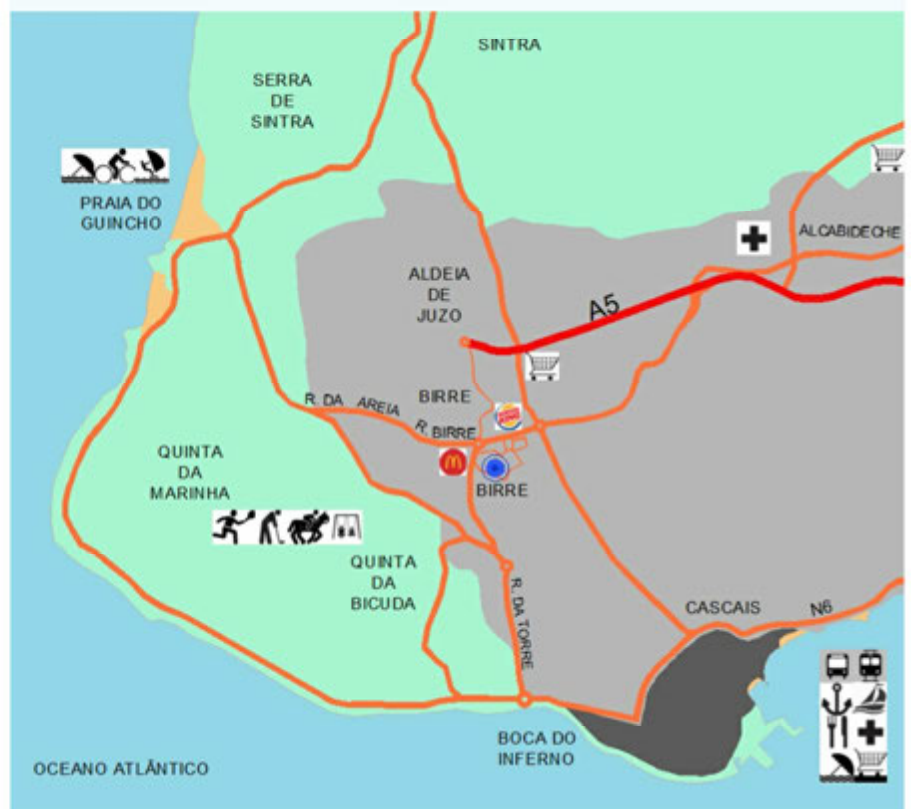 SINTRA
SERRA
DE
SINTRA
PRAIA DO
GUINCHO
ALCABIDECHE
ALDEIA
DE
JUZO
A5
BIRRE
R. DA AREIA
R. BIRRE
QUINTA
DA
MARINHA
BIRRE
QUINTA
DA
BICUDA
R. DA TORRE
CASCAIS
N6
BOCA DO
INFERNO
OCEANO ATLÂNTICO